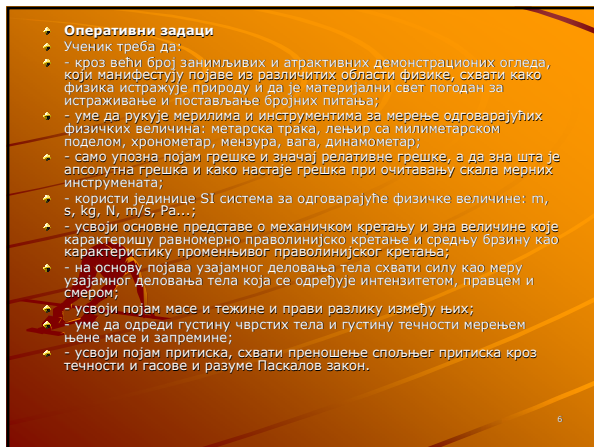 Оперативни задаци
Ученик треба да:
- кроз већи број занимљивих и атрактивних демонстрационих огледа,
који манифестују појаве из различитих области физике, схвати како
физика истражује природу и да је материјални свет погодан за
истраживање и постављање бројних питања;
- уме да рукује мерилима и инструментима за мерење одговарајућих
физичких величина: метарска трака, лењир са милиметарском
поделом, хронометар, мензура, вага, динамометар;
- само упозна појам грешке и значај релативне грешке, а да зна шта је
апсолутна грешка и како настаје грешка при очитавању скала мерних
инструмената;
- користи јединице SI система за одговарајуће физичке величине: m,
s, kg, N, m/s, Pa...;
- усвоји основне представе о механичком кретању и зна величине које
карактеришу равномерно праволинијско кретање и средњу брзину као
карактеристику променљивог праволинијског кретања;
- на основу појава узајамног деловања тела схвати силу као меру
узајамног деловања тела која се одређује интензитетом, правцем и
смером;
- усвоји појам масе и тежине и прави разлику између њих;
- уме да одреди густину чврстих тела и густину течности мерењем
њене масе и запремине;
- усвоји појам притиска, схвати преношење спољњег притиска кроз
течности и гасове и разуме Паскалов закон.
6